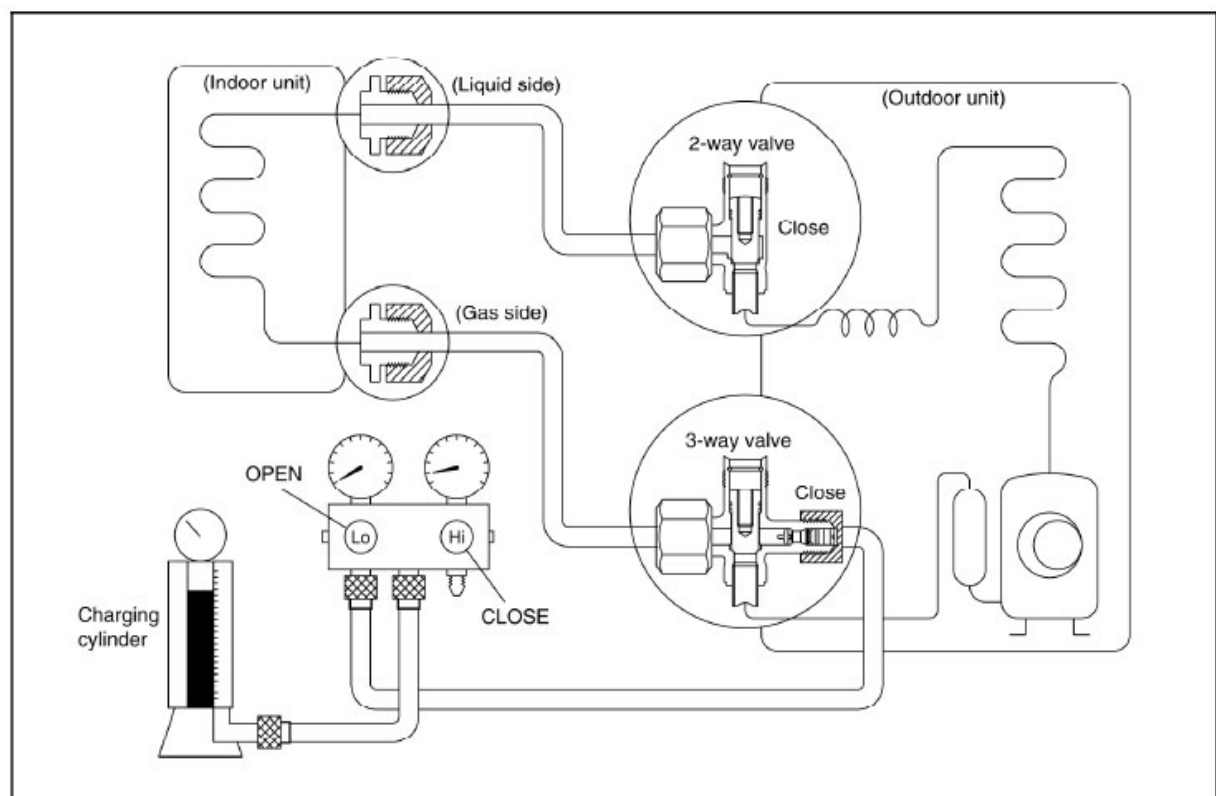 (Indoor unit)
(Liquid side)
(Outdoor unit)
2-way valve
Close
(Gas side)
3-way valve
Close
OPEN
Lo
Hi
CLOSE
Charging
cylinder